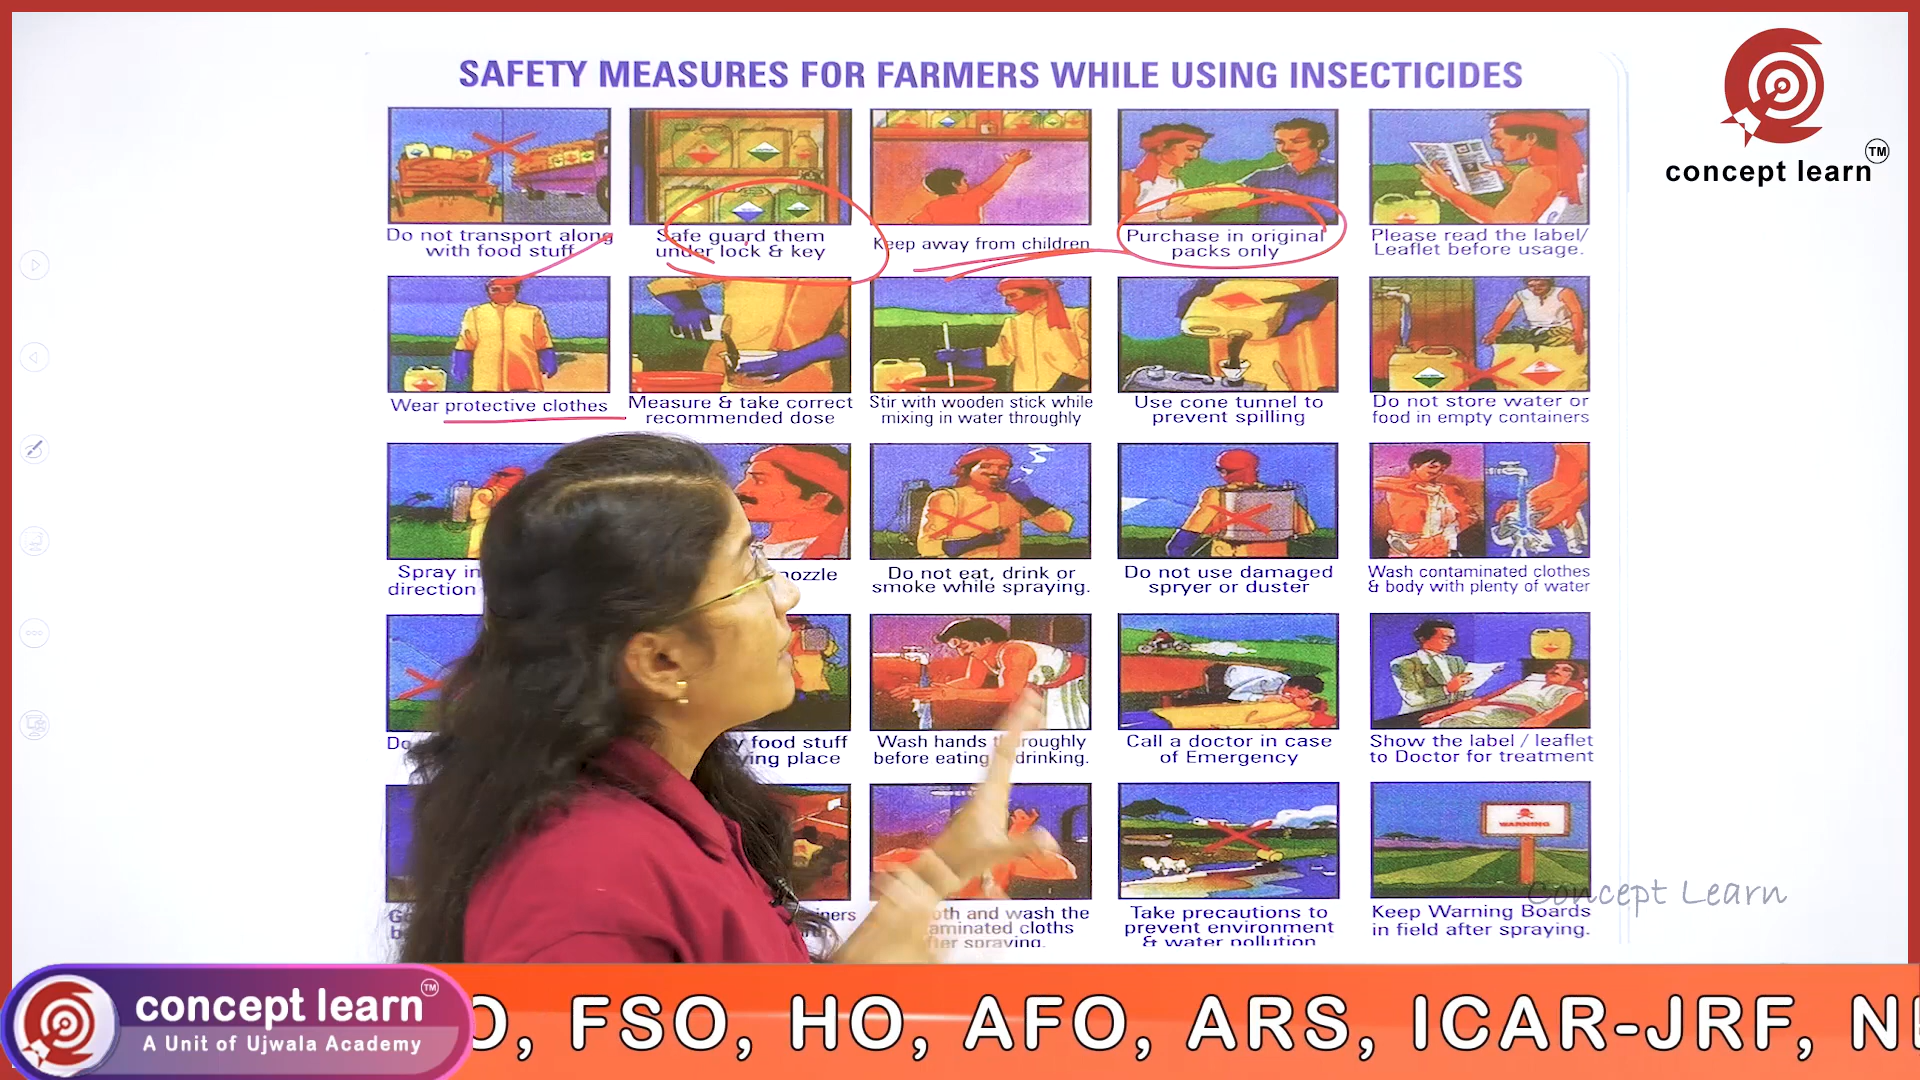 SAFETY MEASURES FOR FARMERS WHILE USING INSECTICIDES
concept learn
TM
Do not transport along
with food stuff
Safe guard them
under lock & key
Keep away from children
Purchase in original
packs only
Please read the label/
Leaflet before usage.
Wear protective clothes
Measure & take correct
recommended dose
Stir with wooden stick while
mixing in water throughly
Use cone tunnel to
prevent spilling
Do not store water or
food in empty containers
Spray in
direction
nozzle
Do not eat, drink or
smoke while spraying.
Do not use damaged
spryer or duster
Wash contaminated clothes
& body with plenty of water
Do
food stuff
place
Wash hands
before eating drinking.
Call a doctor in case
of Emergency
Show the label / leaflet
to Doctor for treatment
and wash the
cloths
spraying.
Take precautions to
prevent environment
& water pollution
WARNING
Keep Warning Boards
in field after spraying.
Concept Learn
concept learn
TM
A Unit of Ujwala Academy
O, FSO, HO, AFO, ARS, ICAR-JRF,